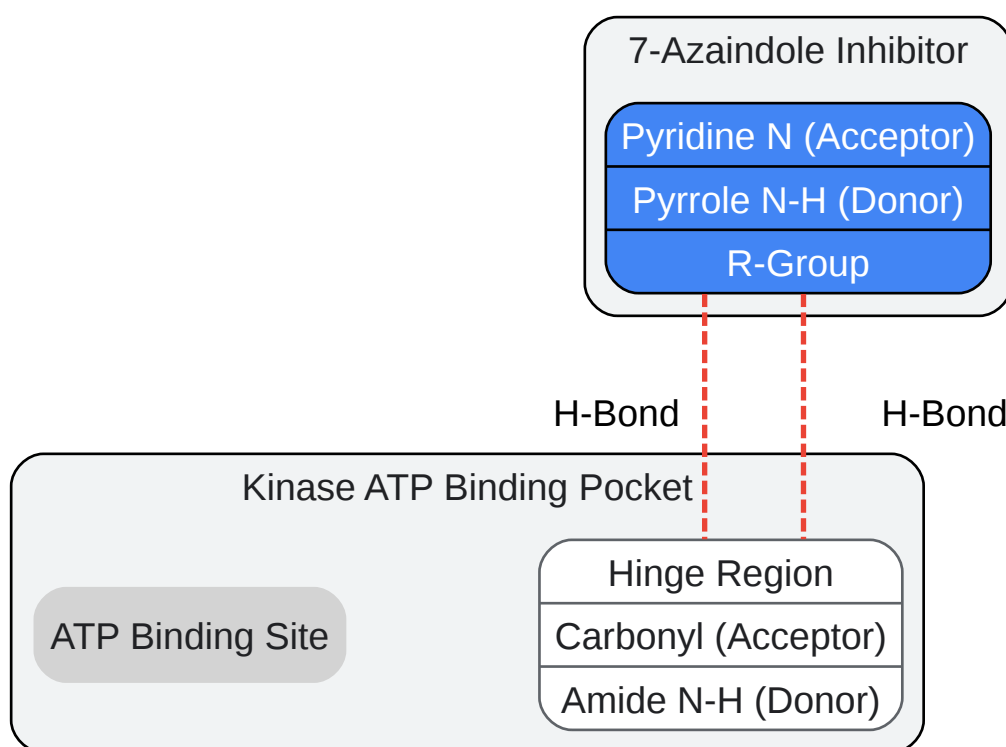 7-Azaindole Inhibitor
Pyridine N (Acceptor)
Pyrrole N-H (Donor)
R-Group
H-Bond
H-Bond
Kinase ATP Binding Pocket
ATP Binding Site
Hinge Region
Carbonyl (Acceptor)
Amide N-H (Donor)